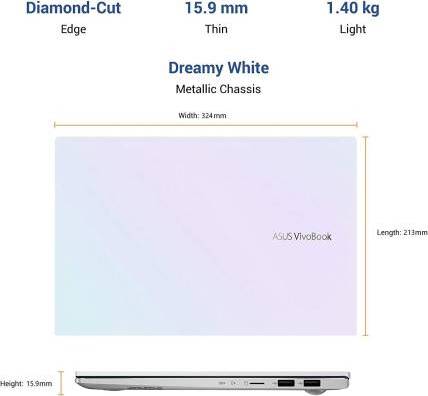 Diamond-Cut 15.9 mm 1.40 kg
Edge Thin Light
Dreamy White
Metallic Chassis
Width: 324mm
ASUS VivoBook
Length: 213mm
Height: 15.9mm